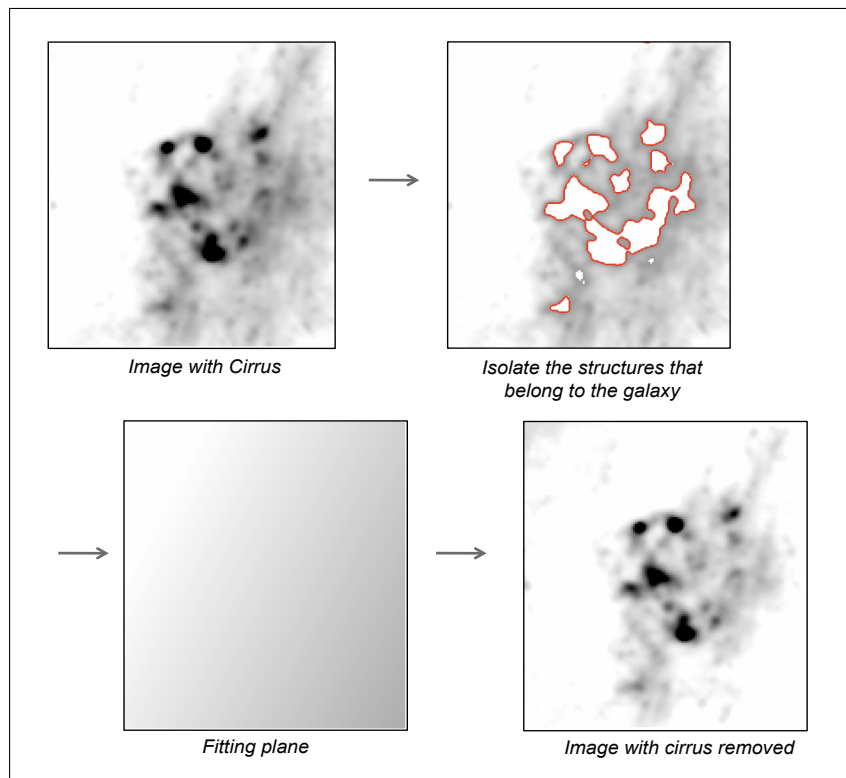 Image with Cirrus
Isolate the structures that
belong to the galaxy
Fitting plane
Image with cirrus removed